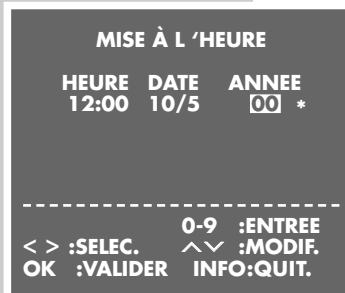 MISE À L ‘HEURE
HEURE DATE ANNEE
12:00 10/5 00 *
0-9 :ENTREE
< > :SELEC. ︿﹀ :MODIF.
OK :VALIDER INFO:QUIT.